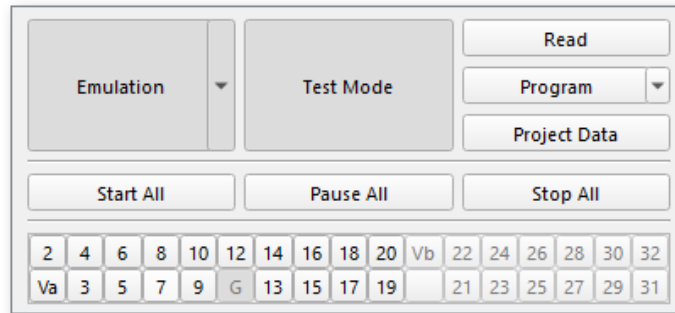 Emulation Test Mode Read
Program
Project Data
Start All Pause All Stop All
2 4 6 8 10 12 14 16 18 20 Vb 22 24 26 28 30 32
Va 3 5 7 9 G 13 15 17 19 21 23 25 27 29 31